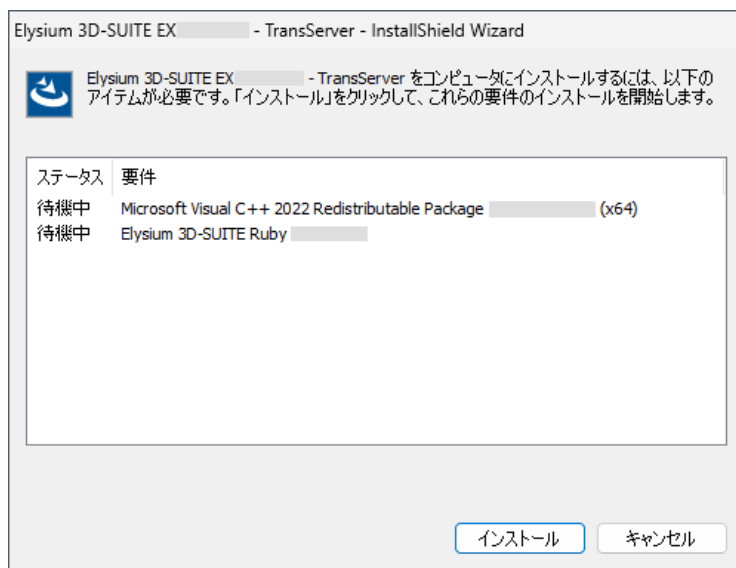 Elysium 3D-SUITE EX - TransServer - InstallShield Wizard
Elysium 3D-SUITE EX - TransServer をコンピュータにインストールするには、以下の
アイテムが必要です。「インストール」をクリックして、これらの要件のインストールを開始します。
ステータス 要件
待機中 Microsoft Visual C++ 2022 Redistributable Package (x64)
待機中 Elysium 3D-SUITE Ruby
インストール キャンセル